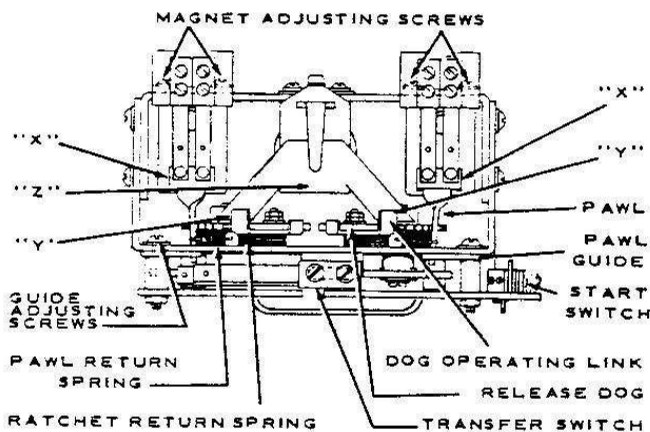 MAGNET ADJUSTING SCREWS
"X"
"X"
"Y"
"Z"
PAWL
"Y"
PAWL
GUIDE
GUIDE
ADJUSTING
SCREWS
START
SWITCH
PAWL RETURN
SPRING
DOG OPERATING LINK
RELEASE DOG
RATCHET RETURN SPRING
TRANSFER SWITCH